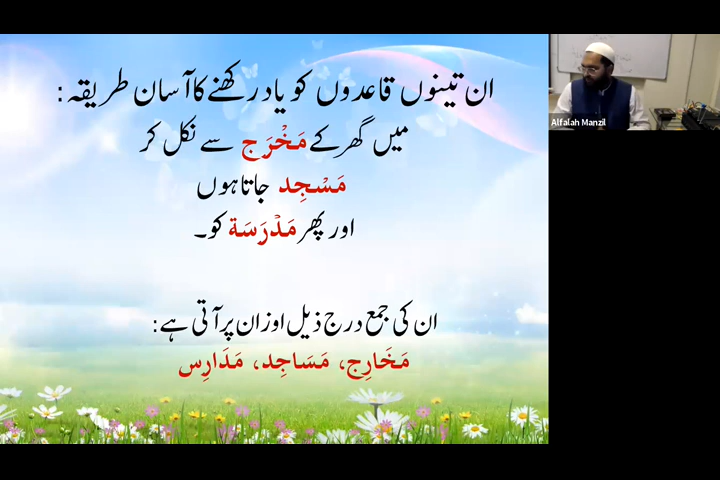 ان تینوں قاعدوں کو یاد رکھنے کا آسان طریقہ:
میں گھر کے مَخْرَج سے نکل کر
مَسْجِد جاتا ہوں
اور پھر مَدْرَسَة کو۔
ان کی جمع درج ذیل اوزان پر آتی ہے:
مَخَارِج، مَسَاجِد، مَدَارِس
Alfalah Manzil